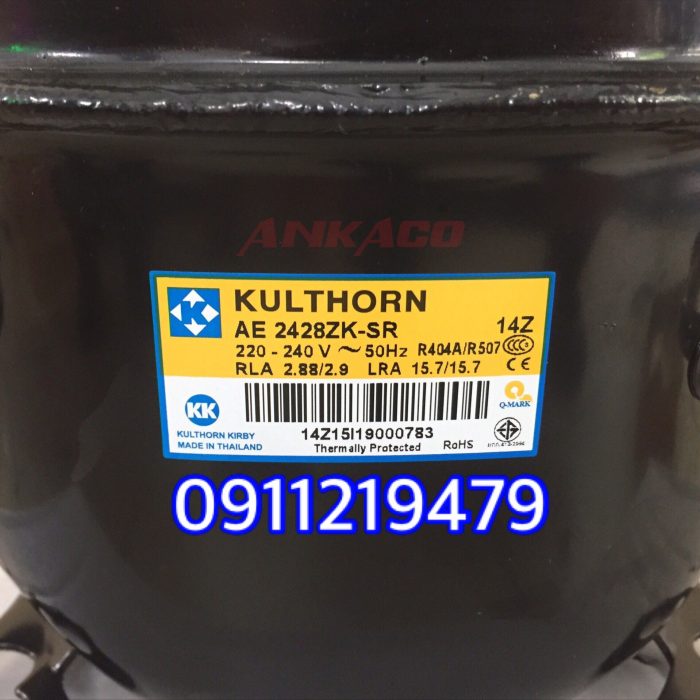 ANKACO
KULTHORN
AE 2428ZK-SR 14Z
220 - 240 V ~ 50Hz R404A/R507 CCC
RLA 2.88/2.9 LRA 15.7/15.7 CE
KK
Q-MARK
KULTHORN KIRBY
MADE IN THAILAND
14Z15I19000783
Thermally Protected RoHS
0911219479